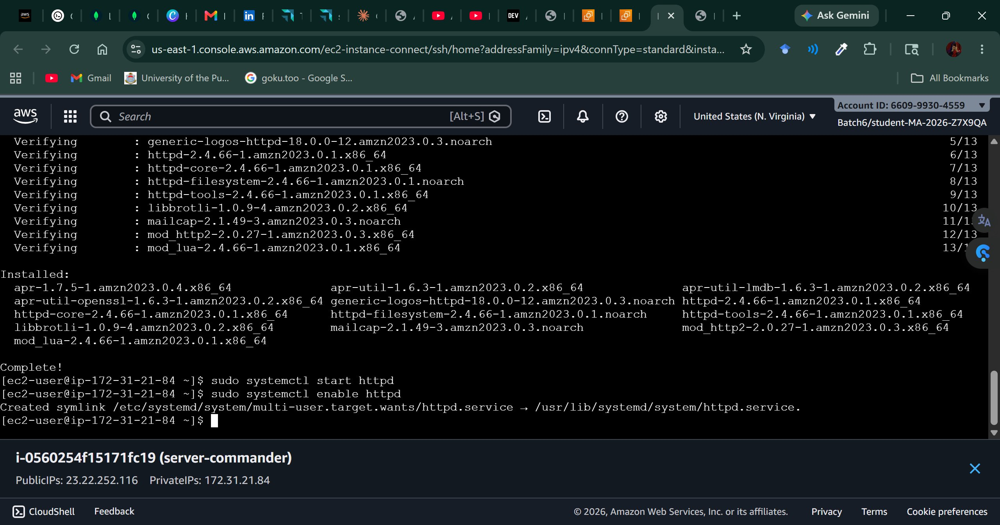 aws
DEV
Ask Gemini
us-east-1.console.aws.amazon.com/ec2-instance-connect/ssh/home?addressFamily=ipv4&connType=standard&insta...
Gmail
University of the Pu...
goku.too - Google S...
All Bookmarks
aws
Search
[Alt+S]
United States (N. Virginia)
Account ID: 6609-9930-4559
Batch6/student-MA-2026-Z7X9QA
Verifying : generic-logos-httpd-18.0.0-12.amzn2023.0.3.noarch 5/13
Verifying : httpd-2.4.66-1.amzn2023.0.1.x86_64 6/13
Verifying : httpd-core-2.4.66-1.amzn2023.0.1.x86_64 7/13
Verifying : httpd-filesystem-2.4.66-1.amzn2023.0.1.noarch 8/13
Verifying : httpd-tools-2.4.66-1.amzn2023.0.1.x86_64 9/13
Verifying : libbrotli-1.0.9-4.amzn2023.0.2.x86_64 10/13
Verifying : mailcap-2.1.49-3.amzn2023.0.3.noarch 11/1
Verifying : mod_http2-2.0.27-1.amzn2023.0.3.x86_64 12/13
Verifying : mod_lua-2.4.66-1.amzn2023.0.1.x86_64 13/1
Installed:
apr-1.7.5-1.amzn2023.0.4.x86_64 apr-util-1.6.3-1.amzn2023.0.2.x86_64 apr-util-lmdb-1.6.3-1.amzn2023.0.2.x86_64
apr-util-openssl-1.6.3-1.amzn2023.0.2.x86_64 generic-logos-httpd-18.0.0-12.amzn2023.0.3.noarch httpd-2.4.66-1.amzn2023.0.1.x86_64
httpd-core-2.4.66-1.amzn2023.0.1.x86_64 httpd-filesystem-2.4.66-1.amzn2023.0.1.noarch httpd-tools-2.4.66-1.amzn2023.0.1.x86_64
libbrotli-1.0.9-4.amzn2023.0.2.x86_64 mailcap-2.1.49-3.amzn2023.0.3.noarch mod_http2-2.0.27-1.amzn2023.0.3.x86_64
mod_lua-2.4.66-1.amzn2023.0.1.x86_64
Complete!
[ec2-user@ip-172-31-21-84 ~]$ sudo systemctl start httpd
[ec2-user@ip-172-31-21-84 ~]$ sudo systemctl enable httpd
Created symlink /etc/systemd/system/multi-user.target.wants/httpd.service → /usr/lib/systemd/system/httpd.service.
[ec2-user@ip-172-31-21-84 ~]$
i-0560254f15171fc19 (server-commander)
PublicIPs: 23.22.252.116 PrivateIPs: 172.31.21.84
CloudShell
Feedback
© 2026, Amazon Web Services, Inc. or its affiliates.
Privacy
Terms
Cookie preferences